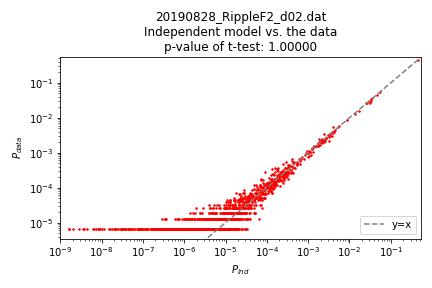 20190828_RippleF2_d02.dat
Independent model vs. the data
p-value of t-test: 1.00000
10⁻¹
10⁻²
10⁻³
10⁻⁴
10⁻⁵
P_data
10⁻⁹ 10⁻⁸ 10⁻⁷ 10⁻⁶ 10⁻⁵ 10⁻⁴ 10⁻³ 10⁻² 10⁻¹
P_ind
y=x